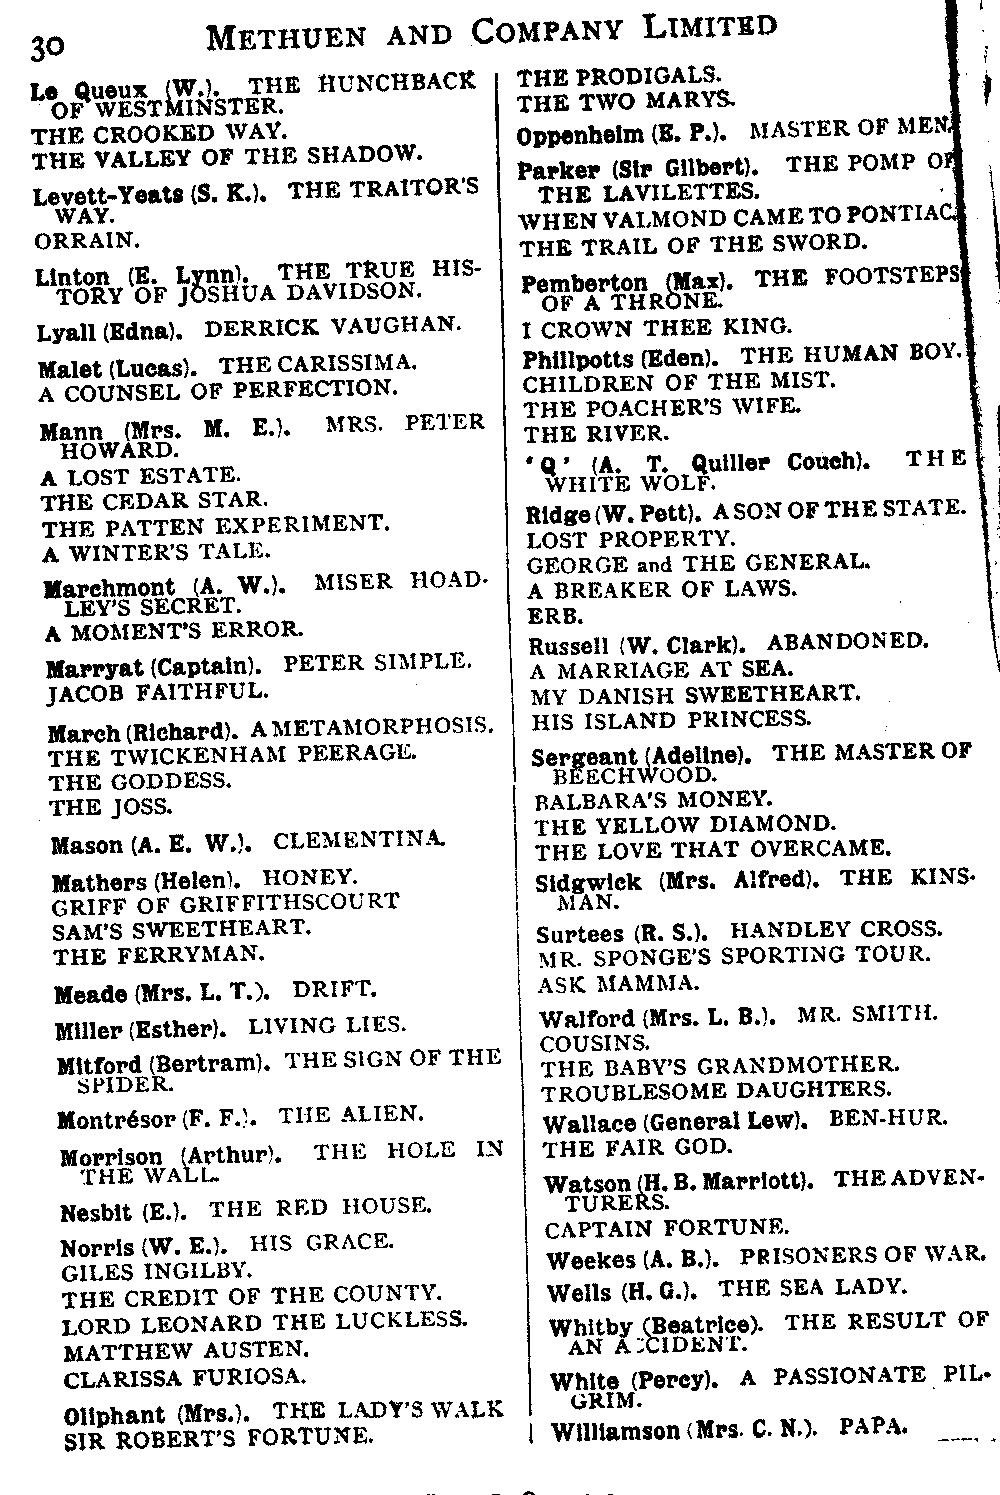 30
METHUEN AND COMPANY LIMITED
Le Queux (W.). THE HUNCHBACK
OF WESTMINSTER.
THE CROOKED WAY.
THE VALLEY OF THE SHADOW.
Levett-Yeats (S. K.). THE TRAITOR'S
WAY.
ORRAIN.
Linton (E. Lynn). THE TRUE HIS-
TORY OF JOSHUA DAVIDSON.
Lyall (Edna). DERRICK VAUGHAN.
Malet (Lucas). THE CARISSIMA.
A COUNSEL OF PERFECTION.
Mann (Mrs. M. E.). MRS. PETER
HOWARD.
A LOST ESTATE.
THE CEDAR STAR.
THE PATTEN EXPERIMENT.
A WINTER'S TALE.
Marchmont (A. W.). MISER HOAD-
LEY'S SECRET.
A MOMENT'S ERROR.
Marryat (Captain). PETER SIMPLE.
JACOB FAITHFUL.
March (Richard). A METAMORPHOSIS.
THE TWICKENHAM PEERAGE.
THE GODDESS.
THE JOSS.
Mason (A. E. W.). CLEMENTINA.
Mathers (Helen). HONEY.
GRIFF OF GRIFFITHSCOURT
SAM'S SWEETHEART.
THE FERRYMAN.
Meade (Mrs. L. T.). DRIFT.
Miller (Esther). LIVING LIES.
Mitford (Bertram). THE SIGN OF THE
SPIDER.
Montrésor (F. F.). THE ALIEN.
Morrison (Arthur). THE HOLE IN
THE WALL.
Nesbit (E.). THE RED HOUSE.
Norris (W. E.). HIS GRACE.
GILES INGILBY.
THE CREDIT OF THE COUNTY.
LORD LEONARD THE LUCKLESS.
MATTHEW AUSTEN.
CLARISSA FURIOSA.
Oliphant (Mrs.). THE LADY'S WALK
SIR ROBERT'S FORTUNE.
THE PRODIGALS.
THE TWO MARYS.
Oppenheim (E. P.). MASTER OF MEN.
Parker (Sir Gilbert). THE POMP OF
THE LAVILETTES.
WHEN VALMOND CAME TO PONTIAC.
THE TRAIL OF THE SWORD.
Pemberton (Max). THE FOOTSTEPS
OF A THRONE.
I CROWN THEE KING.
Phillpotts (Eden). THE HUMAN BOY.
CHILDREN OF THE MIST.
THE POACHER'S WIFE.
THE RIVER.
'Q' (A. T. Quiller Couch). THE
WHITE WOLF.
Ridge (W. Pett). A SON OF THE STATE.
LOST PROPERTY.
GEORGE and THE GENERAL.
A BREAKER OF LAWS.
ERB.
Russell (W. Clark). ABANDONED.
A MARRIAGE AT SEA.
MY DANISH SWEETHEART.
HIS ISLAND PRINCESS.
Sergeant (Adeline). THE MASTER OF
BEECHWOOD.
BALBARA'S MONEY.
THE YELLOW DIAMOND.
THE LOVE THAT OVERCAME.
Sidgwick (Mrs. Alfred). THE KINS-
MAN.
Surtees (R. S.). HANDLEY CROSS.
MR. SPONGE'S SPORTING TOUR.
ASK MAMMA.
Walford (Mrs. L. B.). MR. SMITH.
COUSINS.
THE BABY'S GRANDMOTHER.
TROUBLESOME DAUGHTERS.
Wallace (General Lew). BEN-HUR.
THE FAIR GOD.
Watson (H. B. Marriott). THE ADVEN-
TURERS.
CAPTAIN FORTUNE.
Weekes (A. B.). PRISONERS OF WAR.
Wells (H. G.). THE SEA LADY.
Whitby (Beatrice). THE RESULT OF
AN ACCIDENT.
White (Percy). A PASSIONATE PIL-
GRIM.
Williamson (Mrs. C. N.). PAPA.